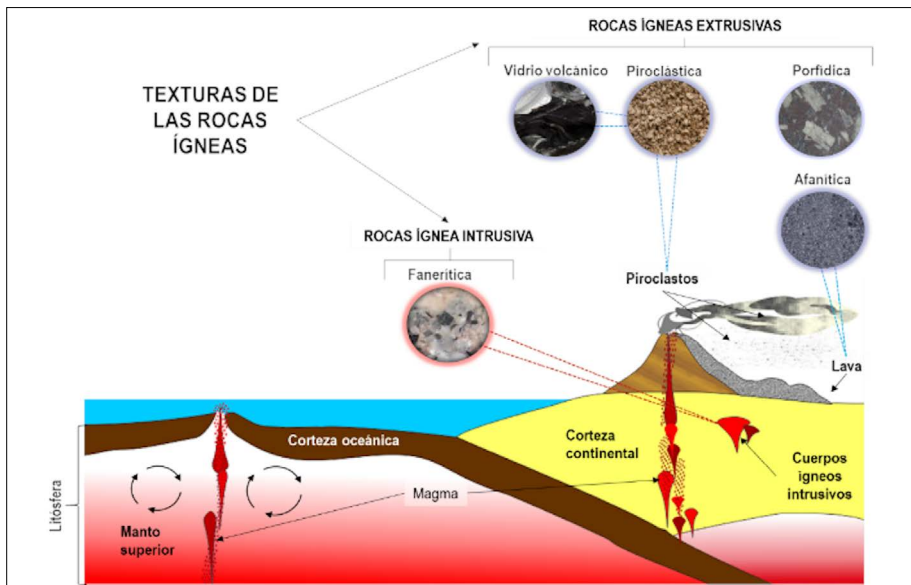 ROCAS ÍGNEAS EXTRUSIVAS
Vidrio volcánico
Piroclástica
Porfídica
TEXTURAS DE
LAS ROCAS
ÍGNEAS
Afanítica
ROCAS ÍGNEA INTRUSIVA
Fanerítica
Piroclastos
Lava
Corteza oceánica
Corteza
continental
Cuerpos
ígneos
intrusivos
Magma
Litósfera
Manto
superior